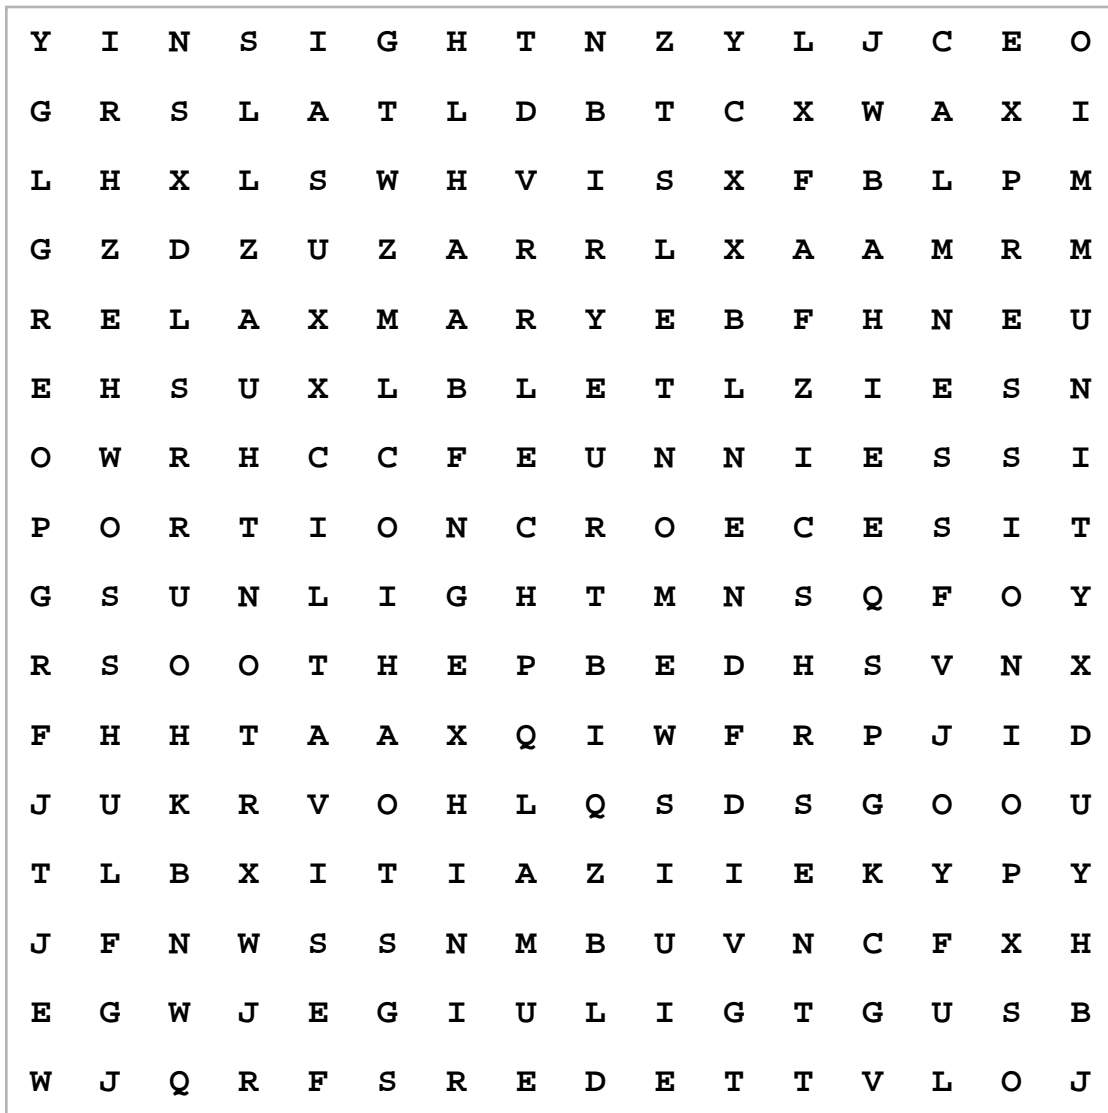 Y I N S I G H T N Z Y L J C E O
G R S L A T L D B T C X W A X I
L H X L S W H V I S X F B L P M
G Z D Z U Z A R R L X A A M R M
R E L A X M A R Y E B F H N E U
E H S U X L B L E T L Z I E S N
O W R H C C F E U N N I E S S I
P O R T I O N C R O E C E S I T
G S U N L I G H T M N S Q F O Y
R S O O T H E P B E D H S V N X
F H H T A A X Q I W F R P J I D
J U K R V O H L Q S D S G O O U
T L B X I T I A Z I I E K Y P Y
J F N W S S N M B U V N C F X H
E G W J E G I U L I G T G U S B
W J Q R F S R E D E T T V L O J